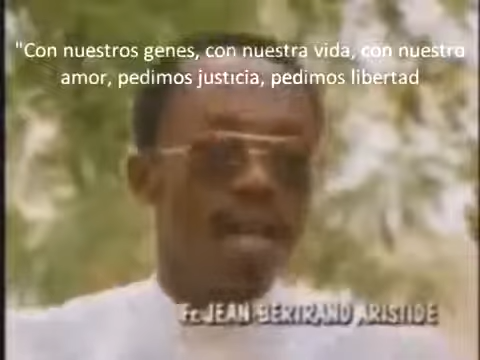 "Con nuestros genes, con nuestra vida, con nuestro
amor, pedimos justicia, pedimos libertad
Fr. JEAN-BERTRAND ARISTIDE